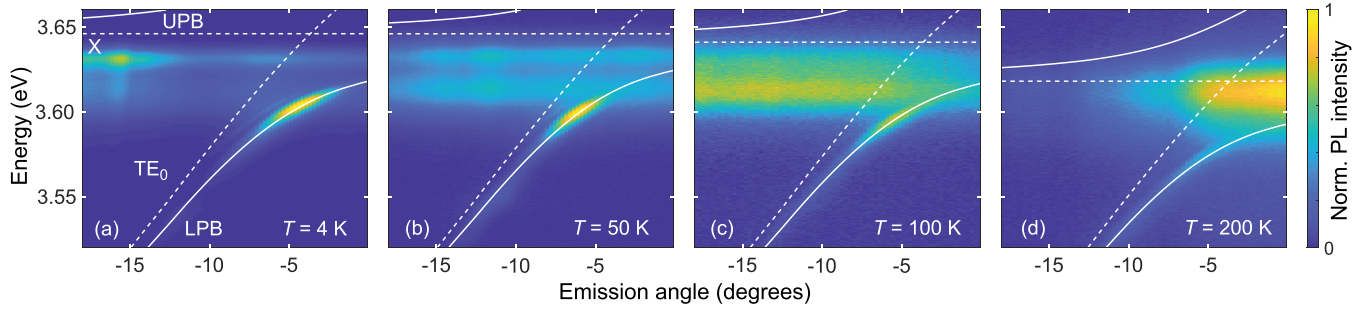 3.65
3.60
3.55
Energy (eV)
UPB
X
TE0
LPB
(a)
T = 4 K
(b)
T = 50 K
(c)
T = 100 K
(d)
T = 200 K
-15
-10
-5
-15
-10
-5
-15
-10
-5
-15
-10
-5
Emission angle (degrees)
1
0
Norm. PL intensity